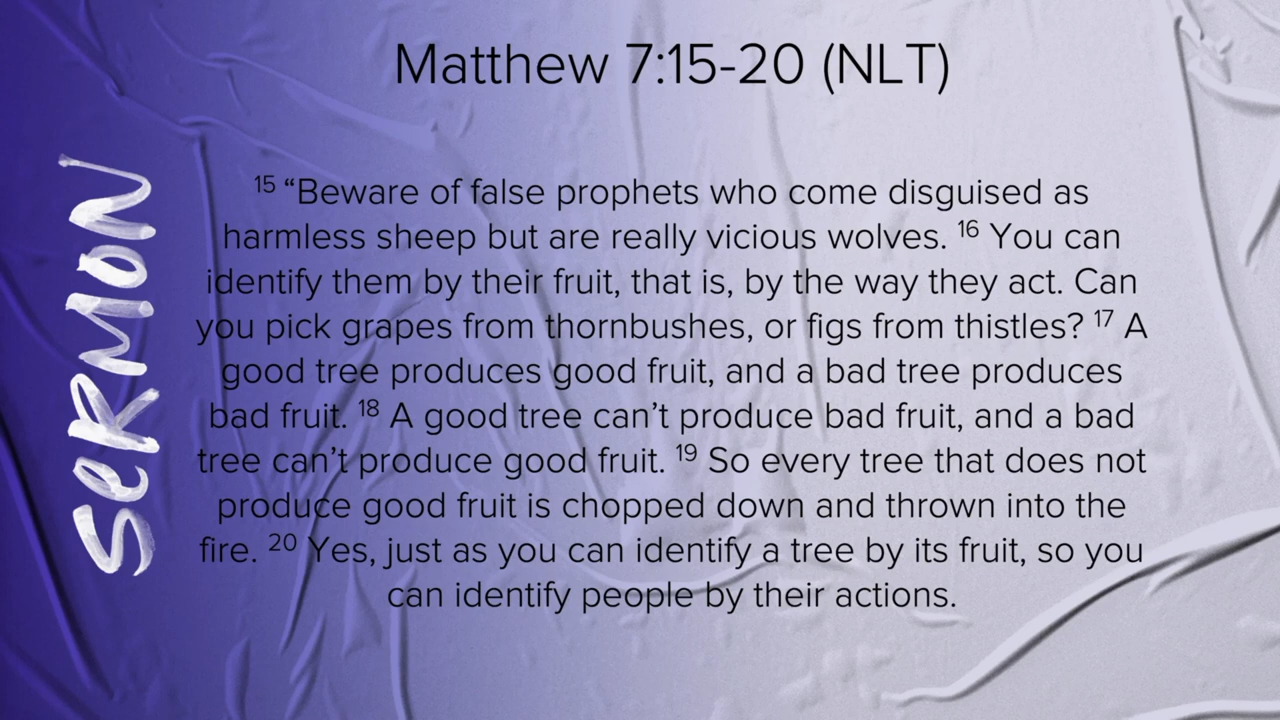 Matthew 7:15-20 (NLT)
SERMON
15 “Beware of false prophets who come disguised as
harmless sheep but are really vicious wolves. 16 You can
identify them by their fruit, that is, by the way they act. Can
you pick grapes from thornbushes, or figs from thistles? 17 A
good tree produces good fruit, and a bad tree produces
bad fruit. 18 A good tree can’t produce bad fruit, and a bad
tree can’t produce good fruit. 19 So every tree that does not
produce good fruit is chopped down and thrown into the
fire. 20 Yes, just as you can identify a tree by its fruit, so you
can identify people by their actions.